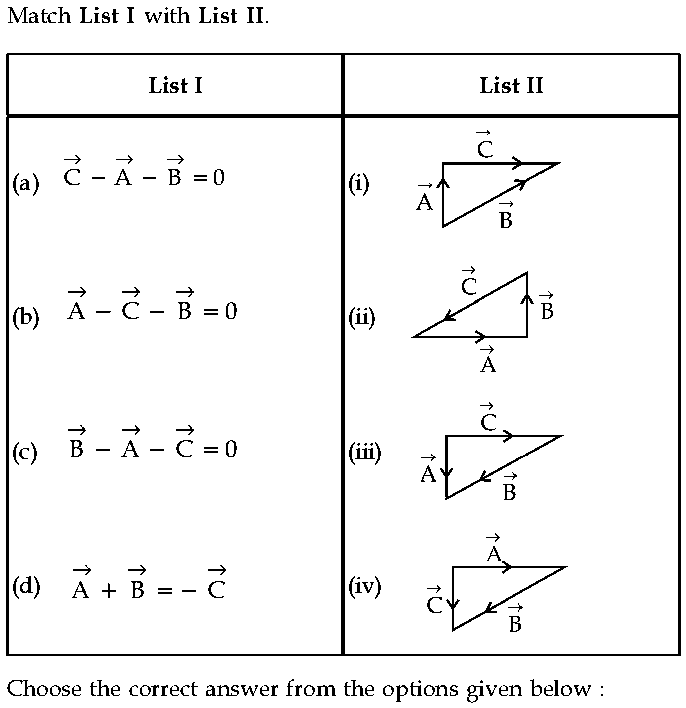 Match List I with List II.
List I List II
(a) C⃗ − A⃗ − B⃗ = 0 (i) C⃗ A⃗ B⃗
(b) A⃗ − C⃗ − B⃗ = 0 (ii) C⃗ B⃗ A⃗
(c) B⃗ − A⃗ − C⃗ = 0 (iii) C⃗ A⃗ B⃗
(d) A⃗ + B⃗ = − C⃗ (iv) A⃗ C⃗ B⃗
Choose the correct answer from the options given below :